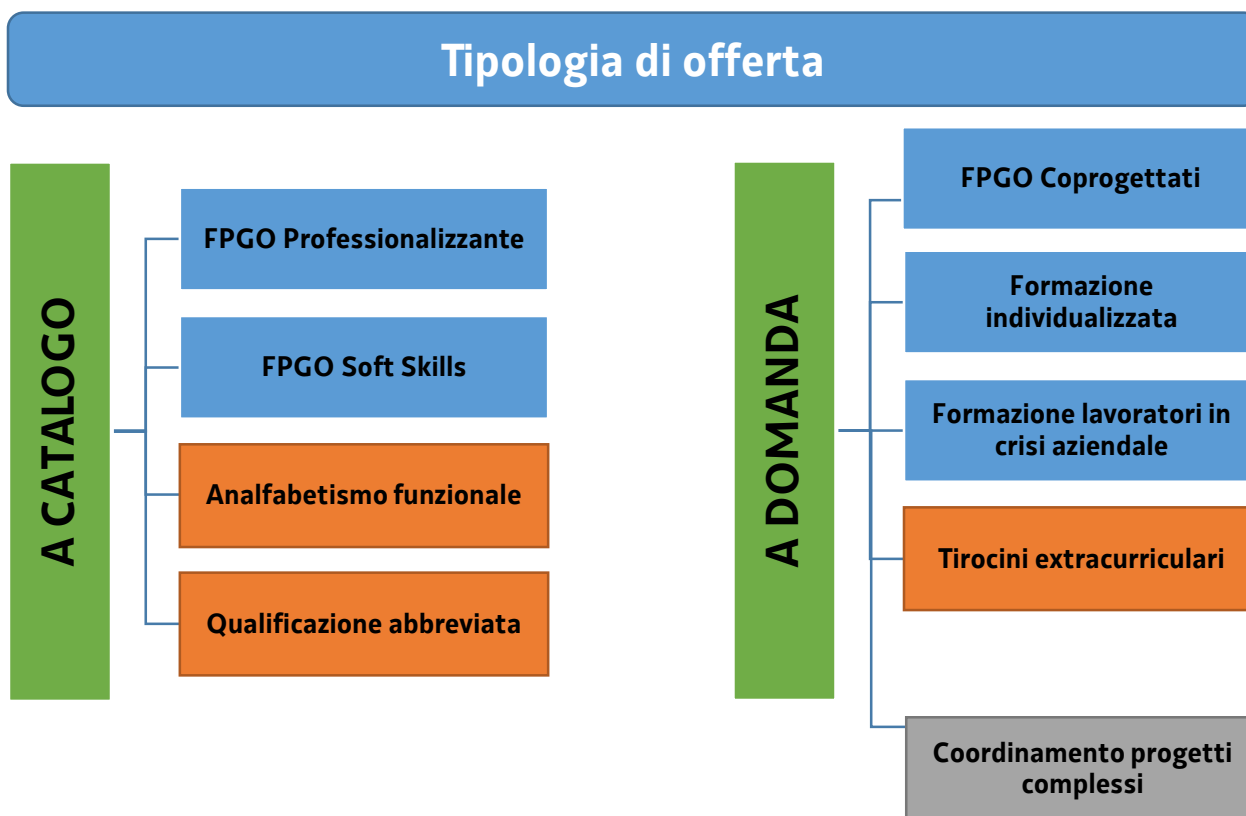 Tipologia di offerta
A CATALOGO
FPGO Professionalizzante
FPGO Soft Skills
Analfabetismo funzionale
Qualificazione abbreviata
A DOMANDA
FPGO Coprogettati
Formazione
individualizzata
Formazione lavoratori in
crisi aziendale
Tirocini extracurriculari
Coordinamento progetti
complessi